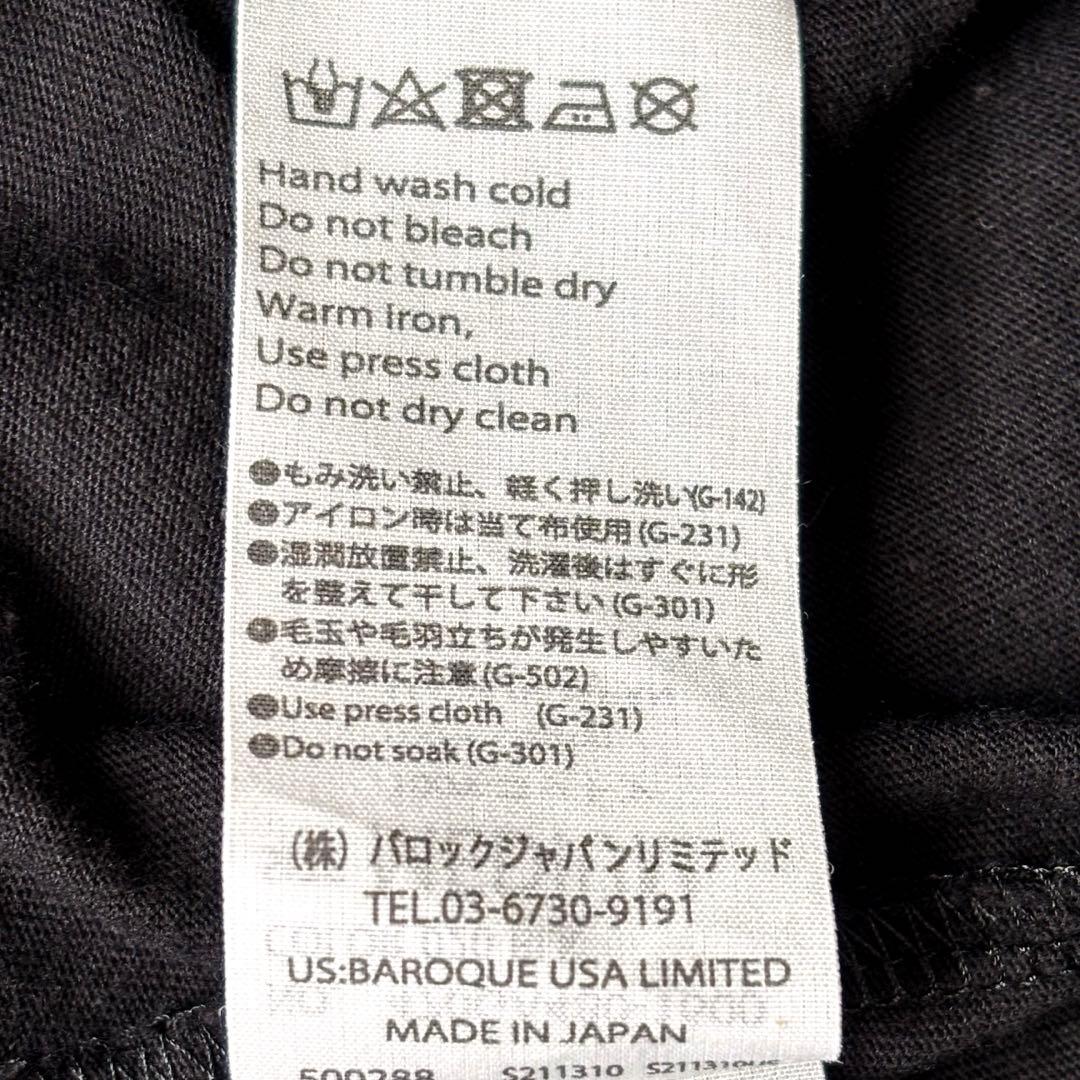 Hand wash cold
Do not bleach
Do not tumble dry
Warm iron,
Use press cloth
Do not dry clean
●もみ洗い禁止、軽く押し洗い(G-142)
●アイロン時は当て布使用(G-231)
●湿潤放置禁止、洗濯後はすぐに形
を整えて干して下さい(G-301)
●毛玉や毛羽立ちが発生しやすいた
め摩擦に注意(G-502)
●Use press cloth (G-231)
●Do not soak (G-301)
(株) バロックジャパンリミテッド
TEL.03-6730-9191
US:BAROQUE USA LIMITED
MADE IN JAPAN
500288 S211310 S211310US